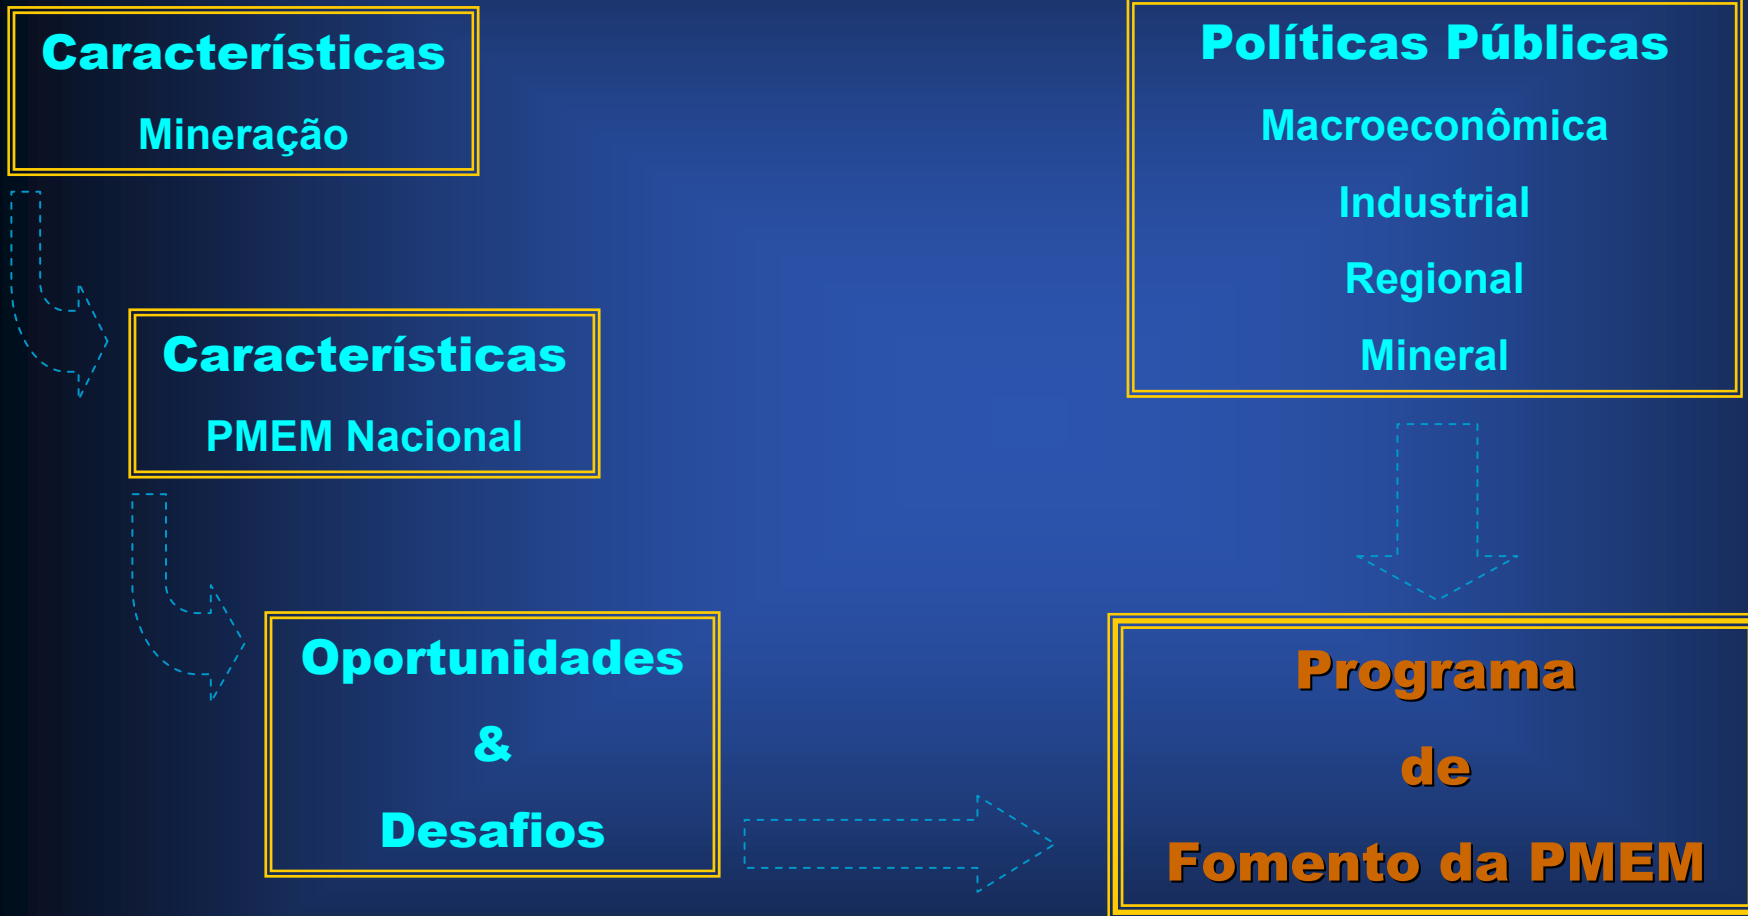 Características
Mineração
Características
PMEM Nacional
Oportunidades
&
Desafios
Políticas Públicas
Macroeconômica
Industrial
Regional
Mineral
Programa
de
Fomento da PMEM